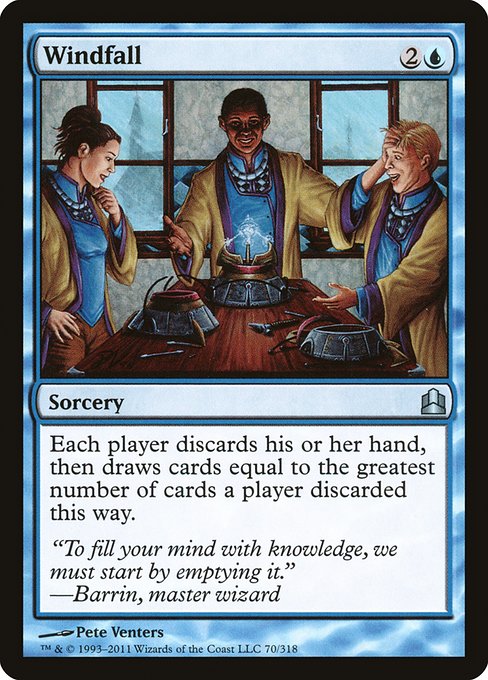 Windfall 2
Sorcery
Each player discards his or her hand,
then draws cards equal to the greatest
number of cards a player discarded
this way.
“To fill your mind with knowledge, we
must start by emptying it.”
—Barrin, master wizard
Pete Venters
™ & © 1993–2011 Wizards of the Coast LLC 70/318